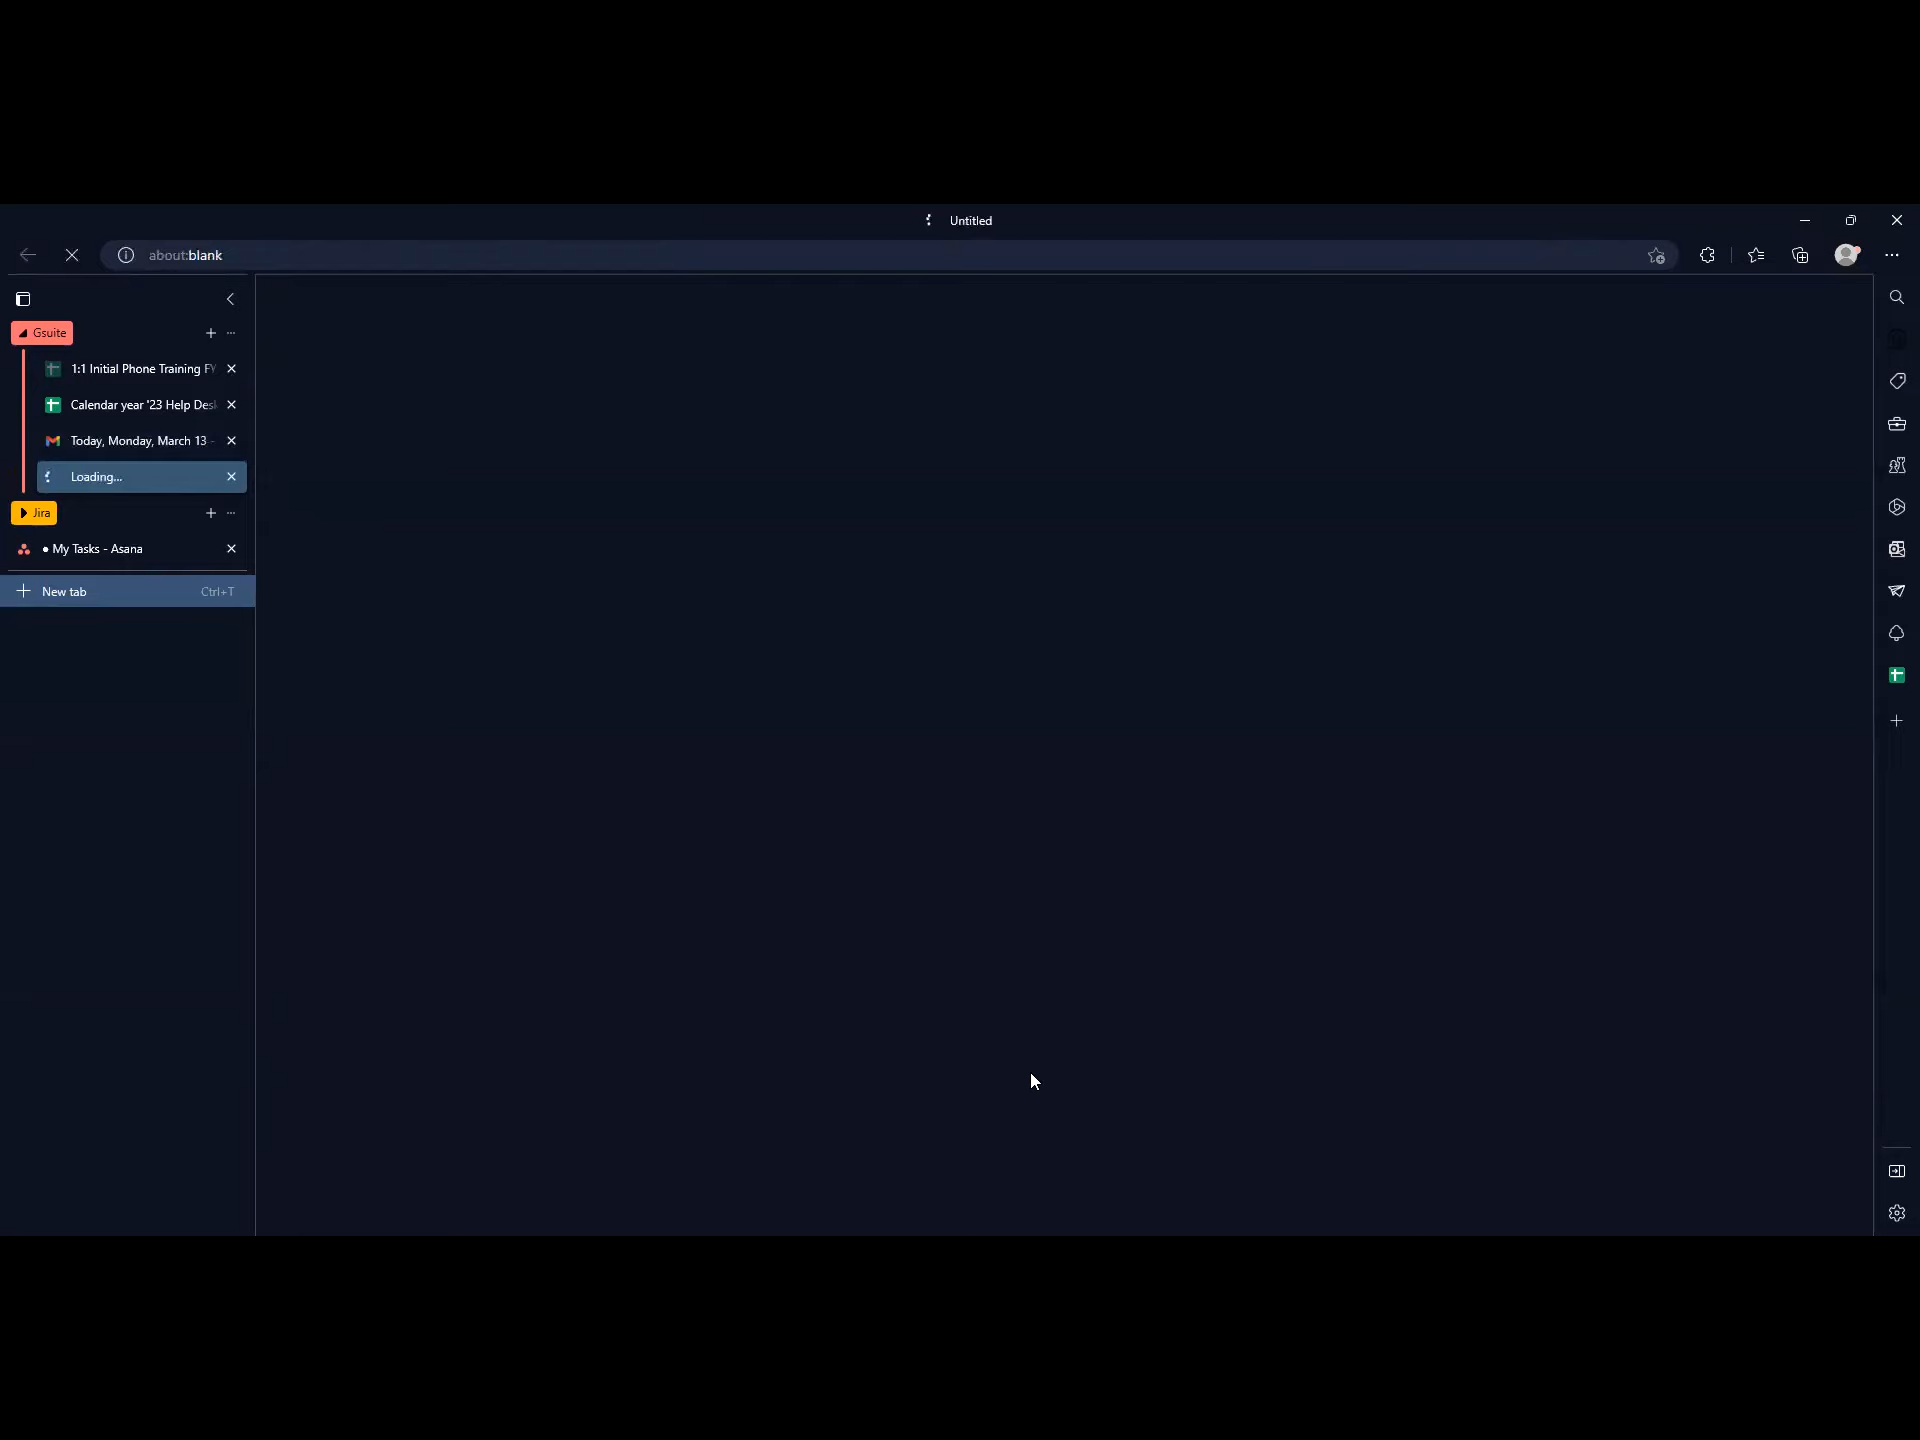 Untitled
about:blank
Gsuite
1:1 Initial Phone Training FY
Calendar year '23 Help Des
Today, Monday, March 13 -
Loading...
Jira
• My Tasks - Asana
New tab Ctrl+T